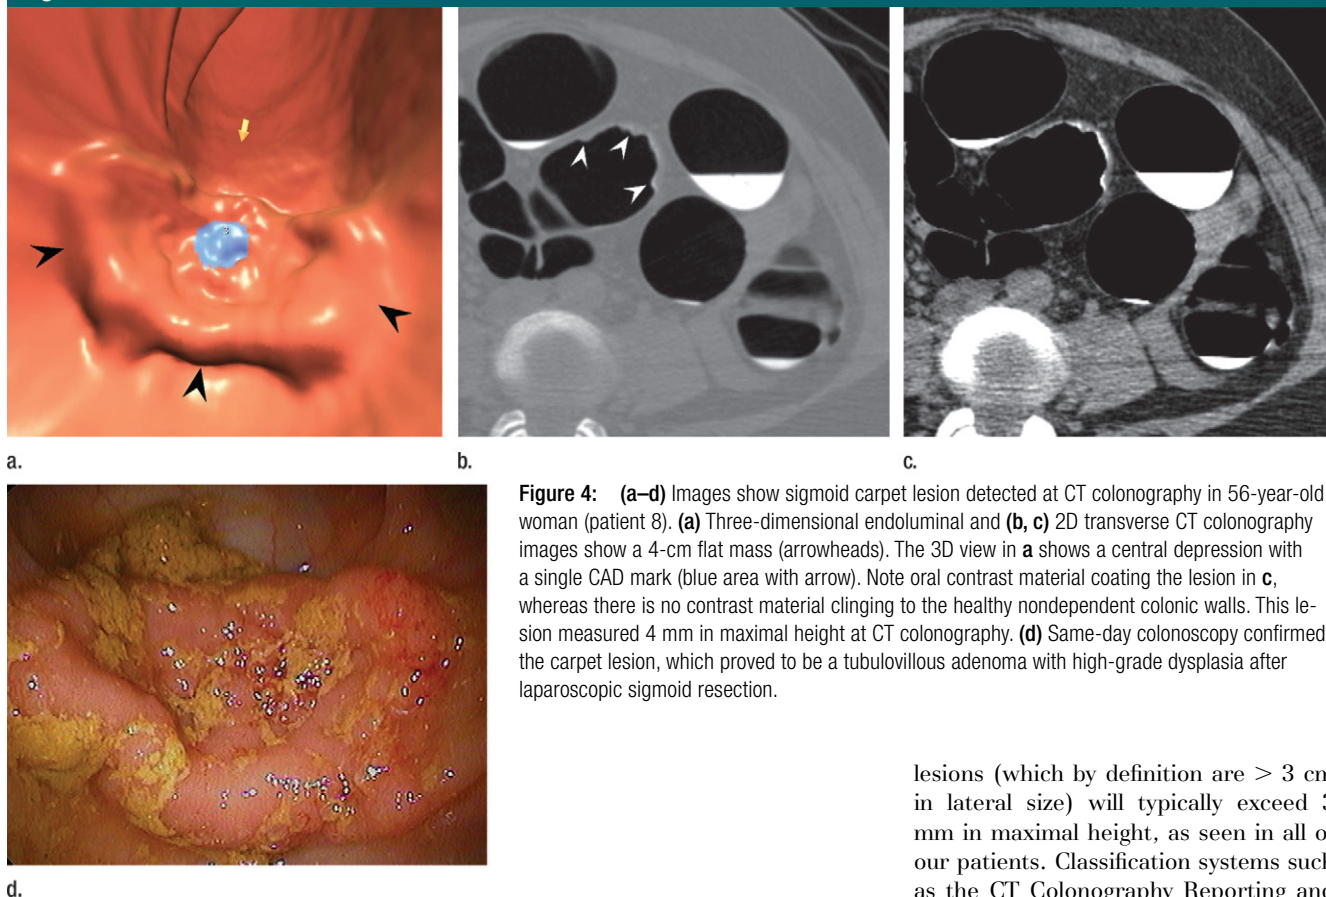 a.
b.
c.
Figure 4: (a–d) Images show sigmoid carpet lesion detected at CT colonography in 56-year-old
woman (patient 8). (a) Three-dimensional endoluminal and (b, c) 2D transverse CT colonography
images show a 4-cm flat mass (arrowheads). The 3D view in a shows a central depression with
a single CAD mark (blue area with arrow). Note oral contrast material coating the lesion in c,
whereas there is no contrast material clinging to the healthy nondependent colonic walls. This le-
sion measured 4 mm in maximal height at CT colonography. (d) Same-day colonoscopy confirmed
the carpet lesion, which proved to be a tubulovillous adenoma with high-grade dysplasia after
laparoscopic sigmoid resection.
d.
lesions (which by definition are > 3 cm
in lateral size) will typically exceed 3
mm in maximal height, as seen in all o
our patients. Classification systems such
as the CT Colonography Reporting and